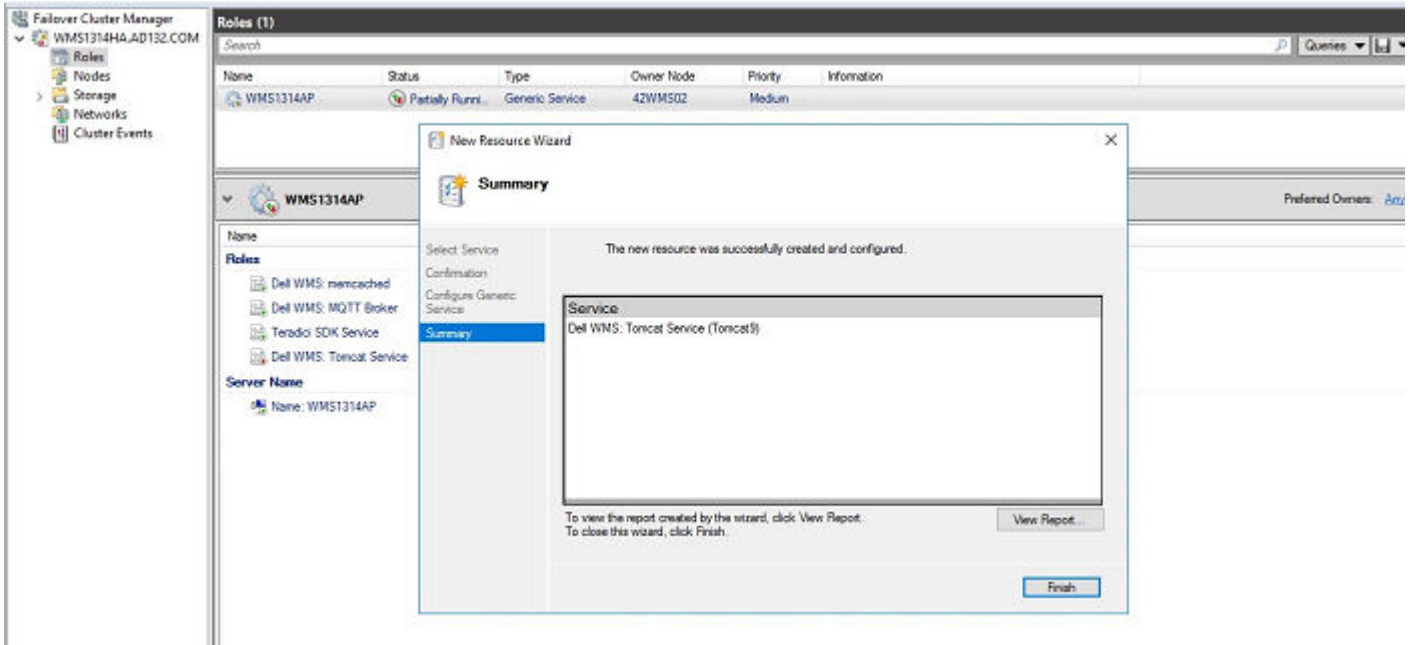 Failover Cluster Manager
WMS1314HA.AD132.COM
Roles
Nodes
Storage
Networks
Cluster Events
Roles (1)
Search
Queries
Name Status Type Owner Node Priority Information
WMS1314AP Partially Runni... Generic Service 42WMS02 Medium
WMS1314AP
Preferred Owners: Any
Name
Roles
Dell WMS: memcached
Dell WMS: MQTT Broker
Teradici SDK Service
Dell WMS: Tomcat Service
Server Name
Name: WMS1314AP
New Resource Wizard
Summary
Select Service
Confirmation
Configure Generic
Service
Summary
The new resource was successfully created and configured.
Service
Dell WMS: Tomcat Service (Tomcat9)
To view the report created by the wizard, click View Report.
To close this wizard, click Finish.
View Report...
Finish